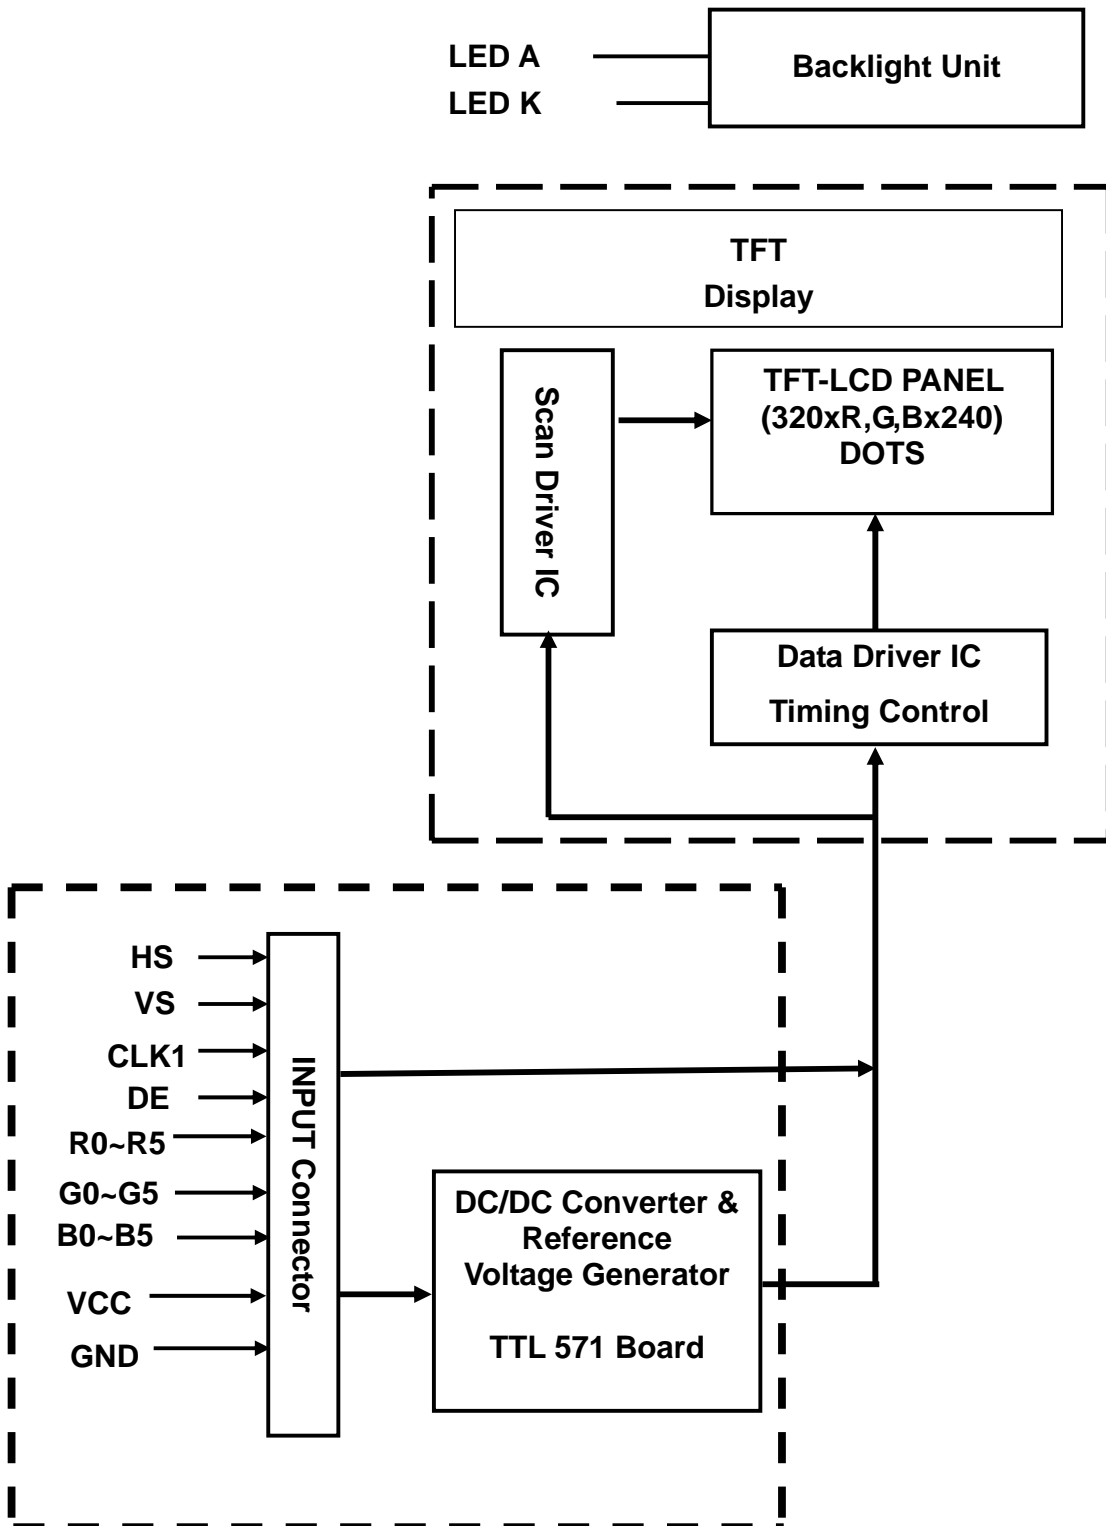 LED A
LED K
Backlight Unit
TFT
Display
Scan Driver IC
TFT-LCD PANEL
(320xR,G,Bx240)
DOTS
Data Driver IC
Timing Control
HS
VS
CLK1
DE
R0~R5
G0~G5
B0~B5
VCC
GND
INPUT Connector
DC/DC Converter &
Reference
Voltage Generator
TTL 571 Board